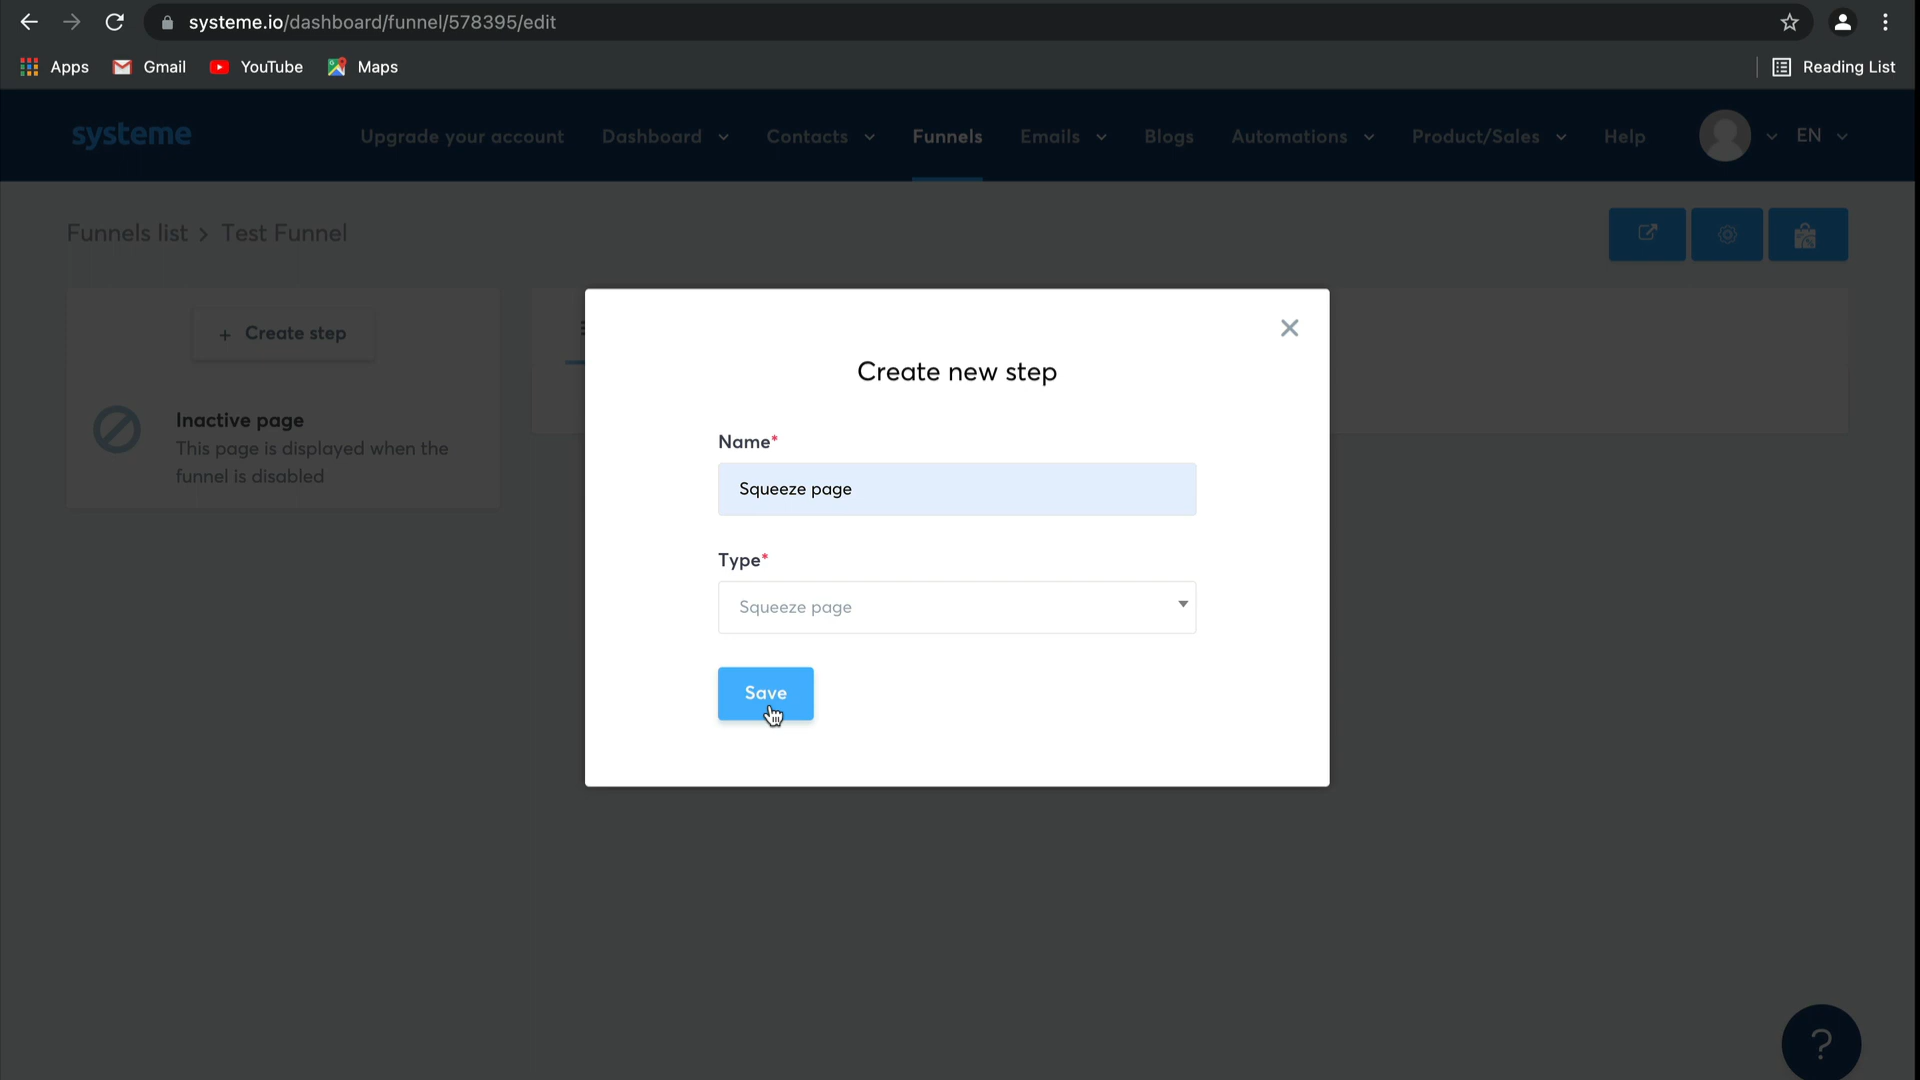 systeme.io/dashboard/funnel/578395/edit
Apps Gmail YouTube Maps Reading List
systeme Upgrade your account Dashboard Contacts Funnels Emails Blogs Automations Product/Sales Help EN
Funnels list > Test Funnel
+ Create step
Inactive page
This page is displayed when the
funnel is disabled
Create new step
Name*
Squeeze page
Type*
Squeeze page
Save
?